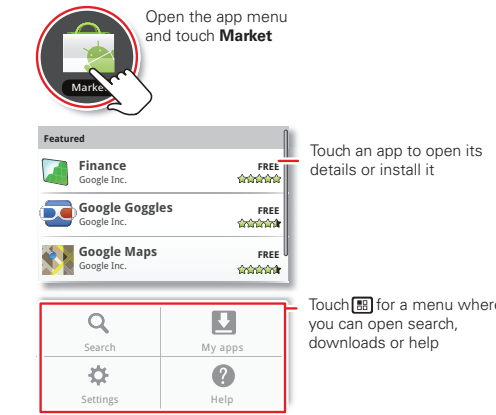 Open the app menu
and touch Market
Marke
Featured
Finance FREE
Google Inc.
Touch an app to open its
details or install it
Google Goggles FREE
Google Inc.
Google Maps FREE
Google Inc.
Touch for a menu where
you can open search,
downloads or help
Search My apps
Settings Help